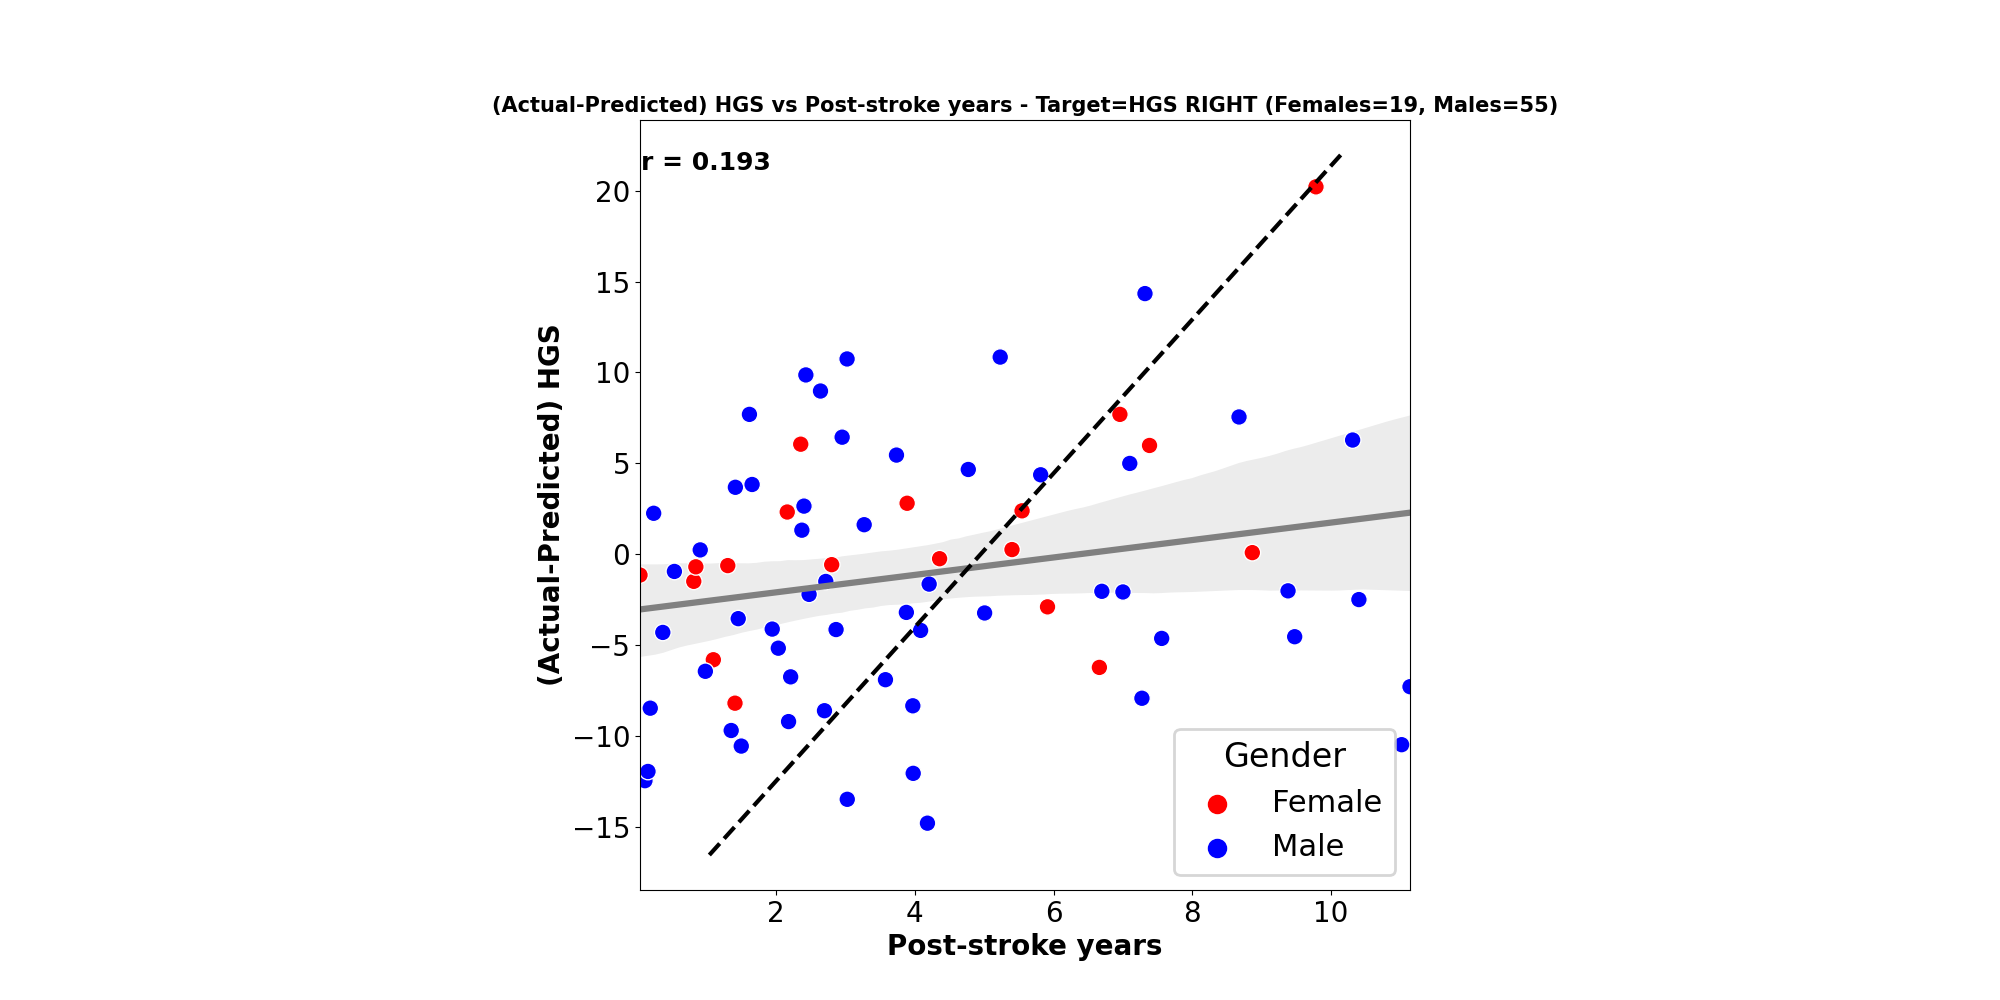 (Actual-Predicted) HGS vs Post-stroke years - Target=HGS RIGHT (Females=19, Males=55)
r = 0.193
20
15
10
5
0
−5
−10
−15
(Actual-Predicted) HGS
Gender
Female
Male
2 4 6 8 10
Post-stroke years